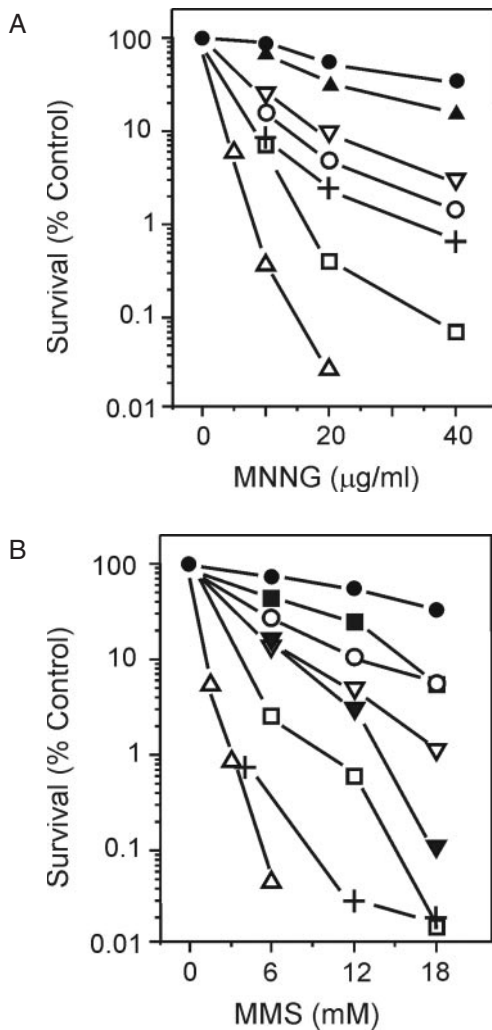 A
Survival (% Control)
100
10
1
0.1
0.01
0
20
40
MNNG (μg/ml)
B
Survival (% Control)
100
10
1
0.1
0.01
0
6
12
18
MMS (mM)